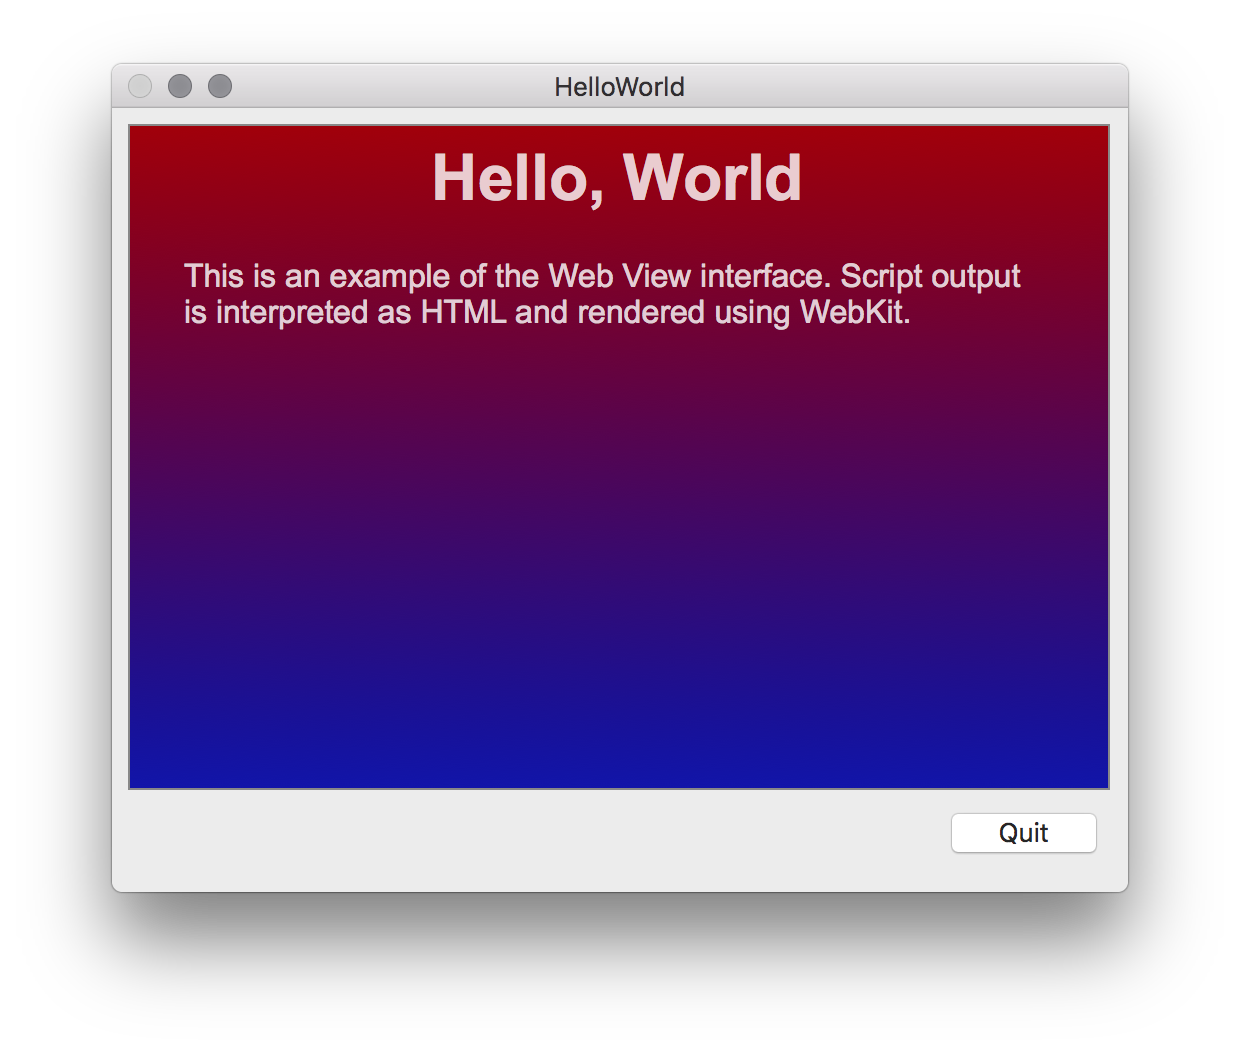 HelloWorld
Hello, World
This is an example of the Web View interface. Script output
is interpreted as HTML and rendered using WebKit.
Quit